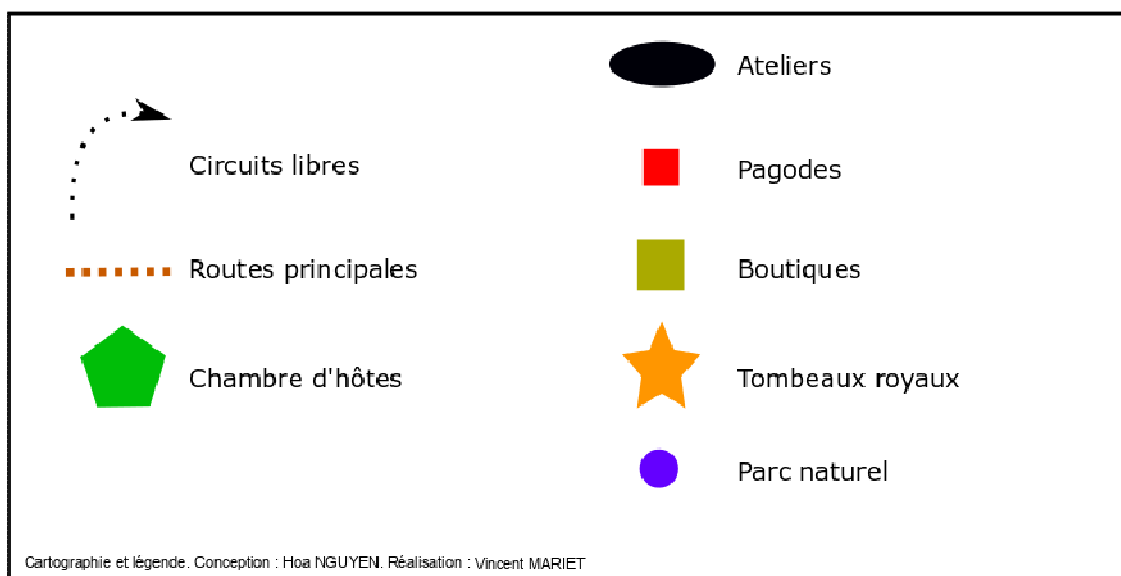 Circuits libres
Routes principales
Chambre d'hôtes
Ateliers
Pagodes
Boutiques
Tombeaux royaux
Parc naturel
Cartographie et légende. Conception : Hoa NGUYEN. Réalisation : Vincent MARIET